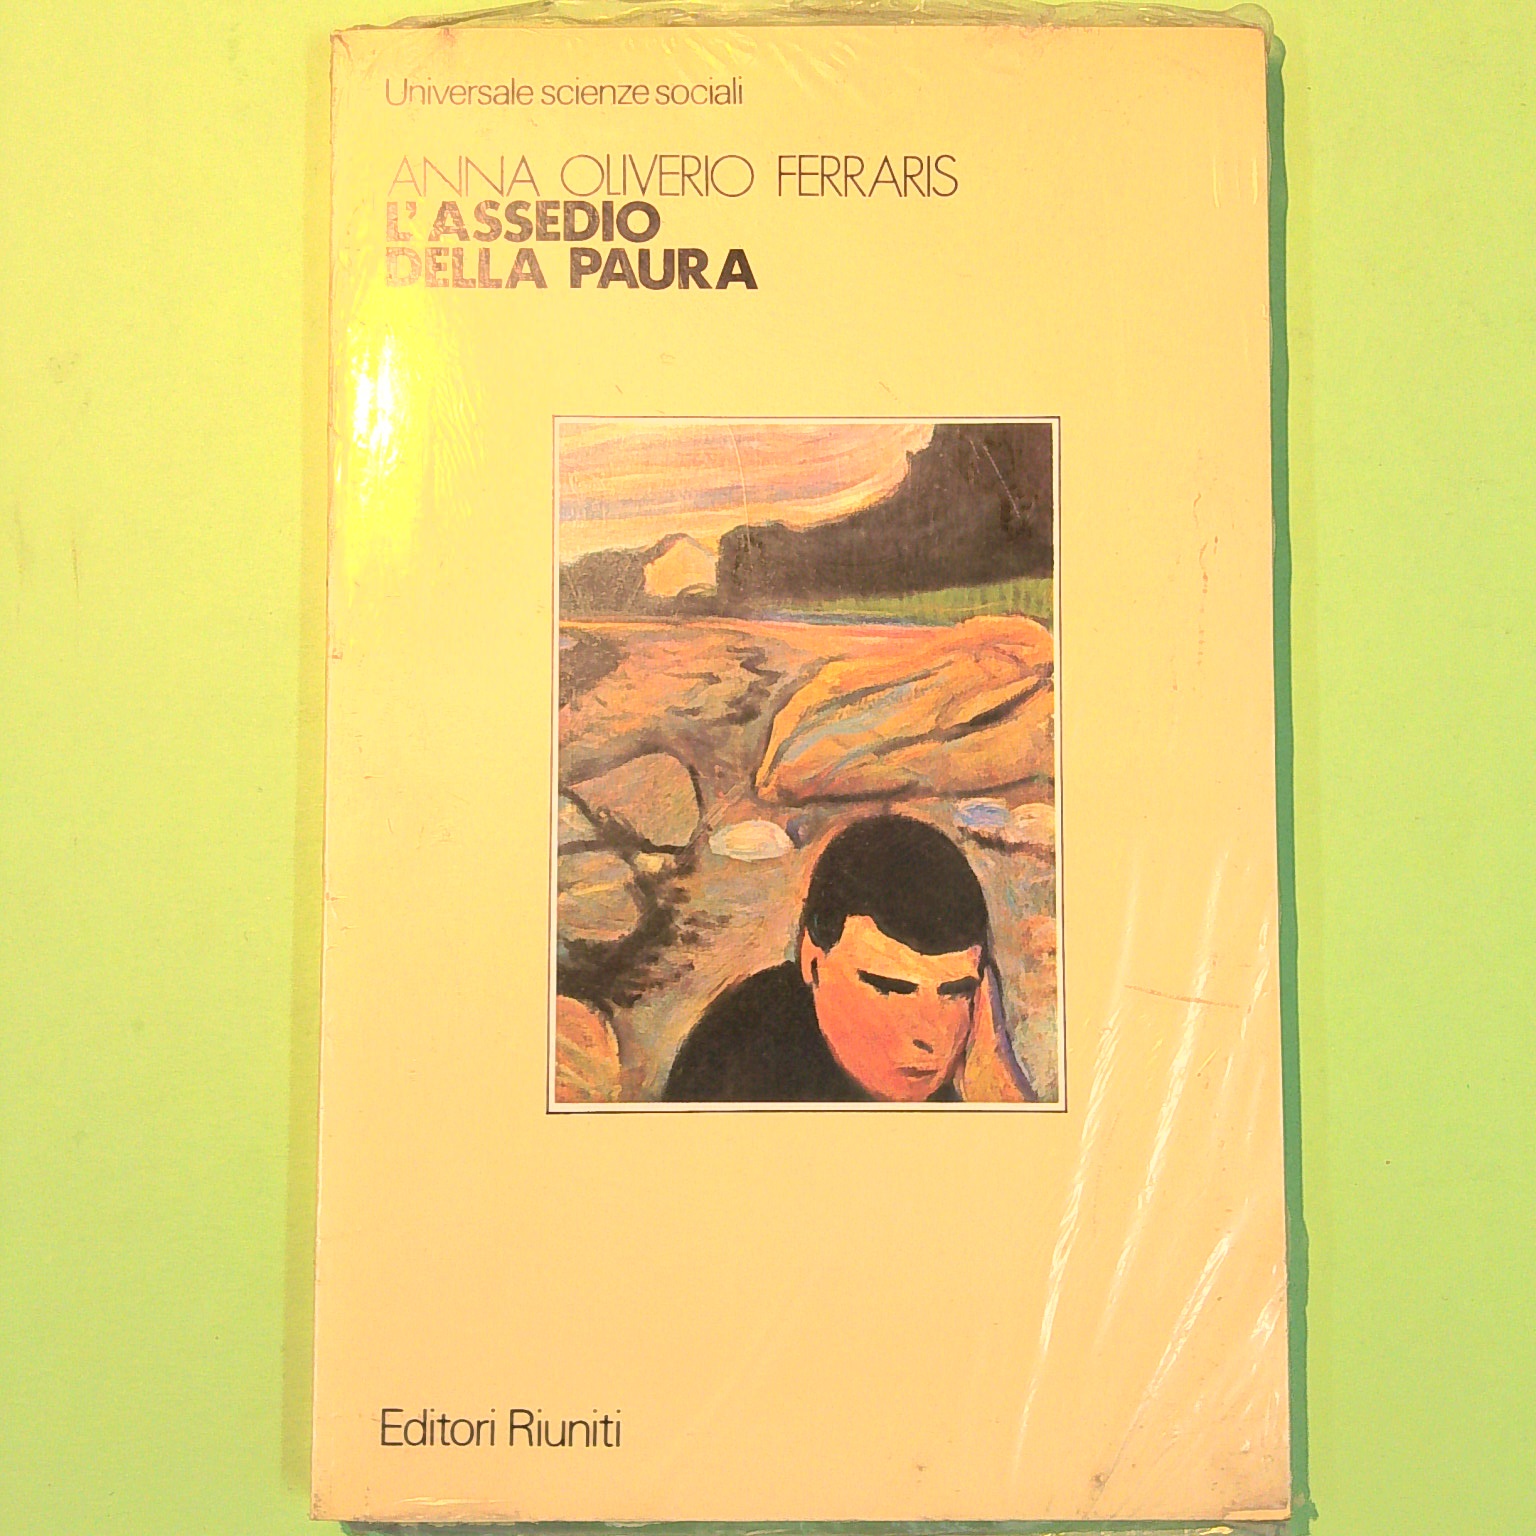 Universale scienze sociali
ANNA OLIVERIO FERRARIS
L'ASSEDIO
DELLA PAURA
Editori Riuniti